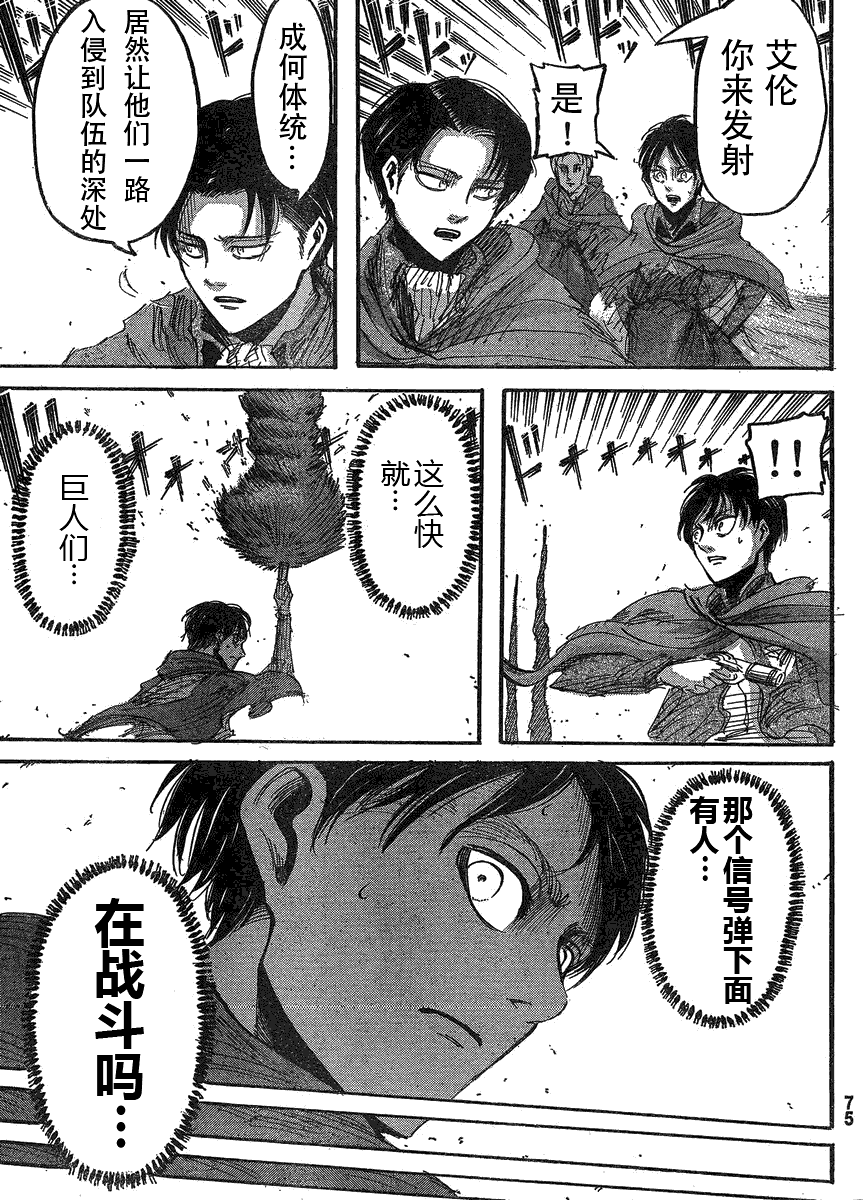 艾伦
你来发射
是！
成何体统…
居然让他们一路
入侵到队伍的深处
！！
这么快
就…
巨人们…
那个信号弹下面
有人…
在战斗吗…
75